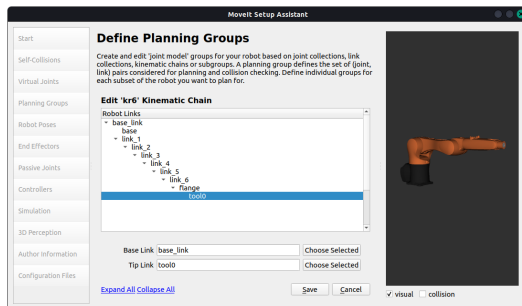 MoveIt Setup Assistant
Start
Self-Collisions
Virtual Joints
Planning Groups
Robot Poses
End Effectors
Passive Joints
Controllers
Simulation
3D Perception
Author Information
Configuration Files
Define Planning Groups
Create and edit 'joint model' groups for your robot based on joint collections, link
collections, kinematic chains or subgroups. A planning group defines the set of (joint,
link) pairs considered for planning and collision checking. Define individual groups for
each subset of the robot you want to plan for.
Edit 'kr6' Kinematic Chain
Robot Links
base_link
base
link_1
link_2
link_3
link_4
link_5
link_6
flange
tool0
Base Link base_link Choose Selected
Tip Link tool0 Choose Selected
Expand All Collapse All Save Cancel
visual collision